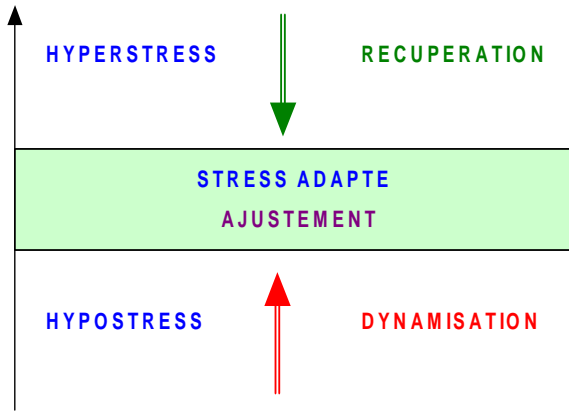 HYPERSTRESS RECUPERATION
STRESS ADAPTE
AJUSTEMENT
HYPOSTRESS DYNAMISATION